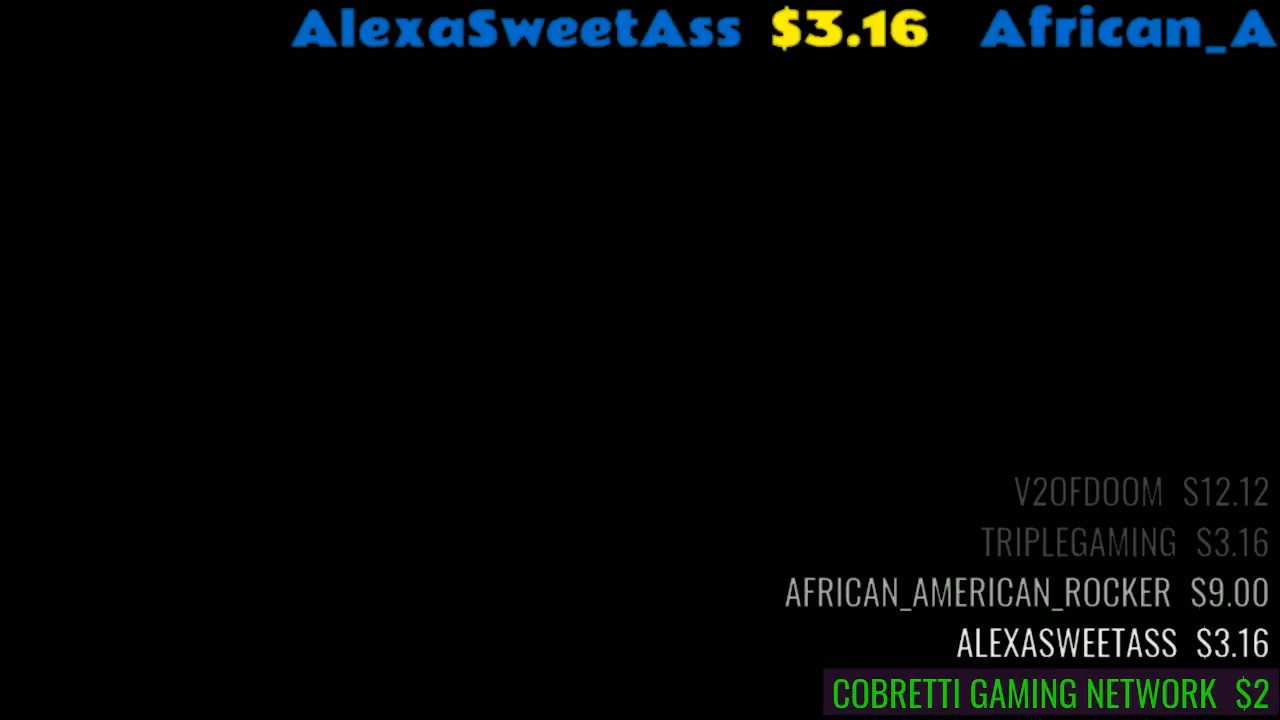 AlexaSweetAss $3.16 African_A
V2OFDOOM $12.12
TRIPLEGAMING $3.16
AFRICAN_AMERICAN_ROCKER $9.00
ALEXASWEETASS $3.16
COBRETTI GAMING NETWORK $2